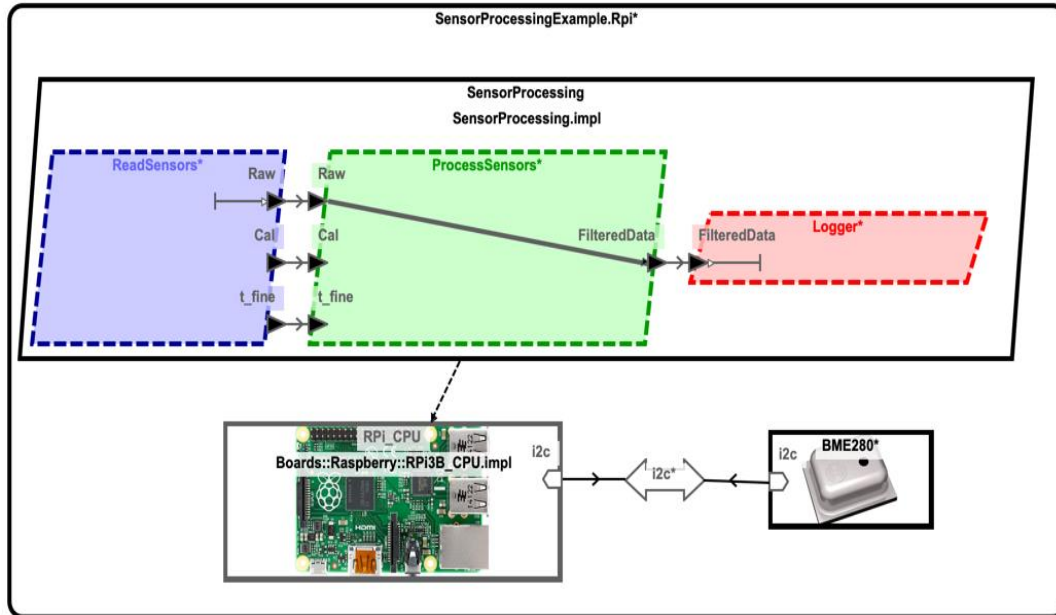 SensorProcessingExample.Rpi*
SensorProcessing
SensorProcessing.impl
ReadSensors*
Raw
Cal
t_fine
Raw
Cal
t_fine
ProcessSensors*
FilteredData
FilteredData
Logger*
RPi_CPU
Boards::Raspberry::RPi3B_CPU.impl
HDMI
i2c
i2c*
i2c
BME280*